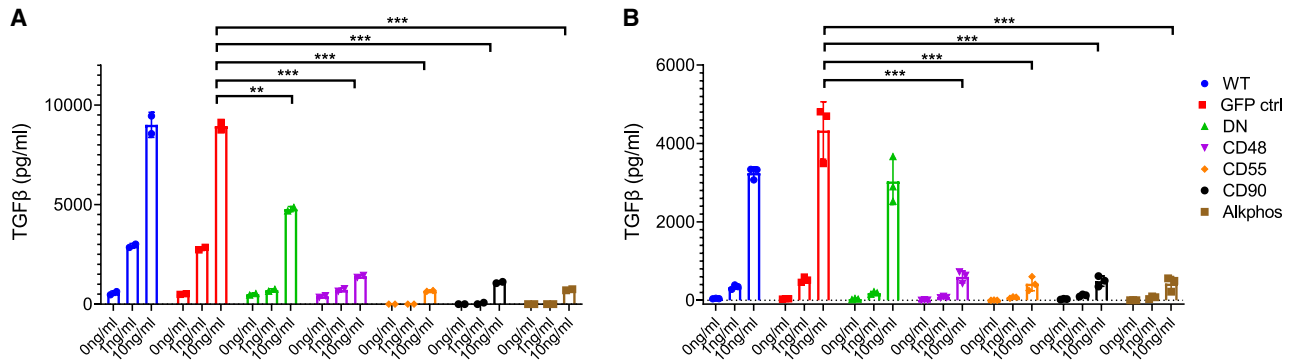 A
***
***
***
***
**
TGFβ (pg/ml)
10000
5000
0
0ng/ml 1ng/ml 10ng/ml 0ng/ml 1ng/ml 10ng/ml 0ng/ml 1ng/ml 10ng/ml 0ng/ml 1ng/ml 10ng/ml 0ng/ml 1ng/ml 10ng/ml 0ng/ml 1ng/ml 10ng/ml 0ng/ml 1ng/ml 10ng/ml
B
***
***
***
***
TGFβ (pg/ml)
6000
4000
2000
0
0ng/ml 1ng/ml 10ng/ml 0ng/ml 1ng/ml 10ng/ml 0ng/ml 1ng/ml 10ng/ml 0ng/ml 1ng/ml 10ng/ml 0ng/ml 1ng/ml 10ng/ml 0ng/ml 1ng/ml 10ng/ml 0ng/ml 1ng/ml 10ng/ml
WT
GFP ctrl
DN
CD48
CD55
CD90
Alkphos